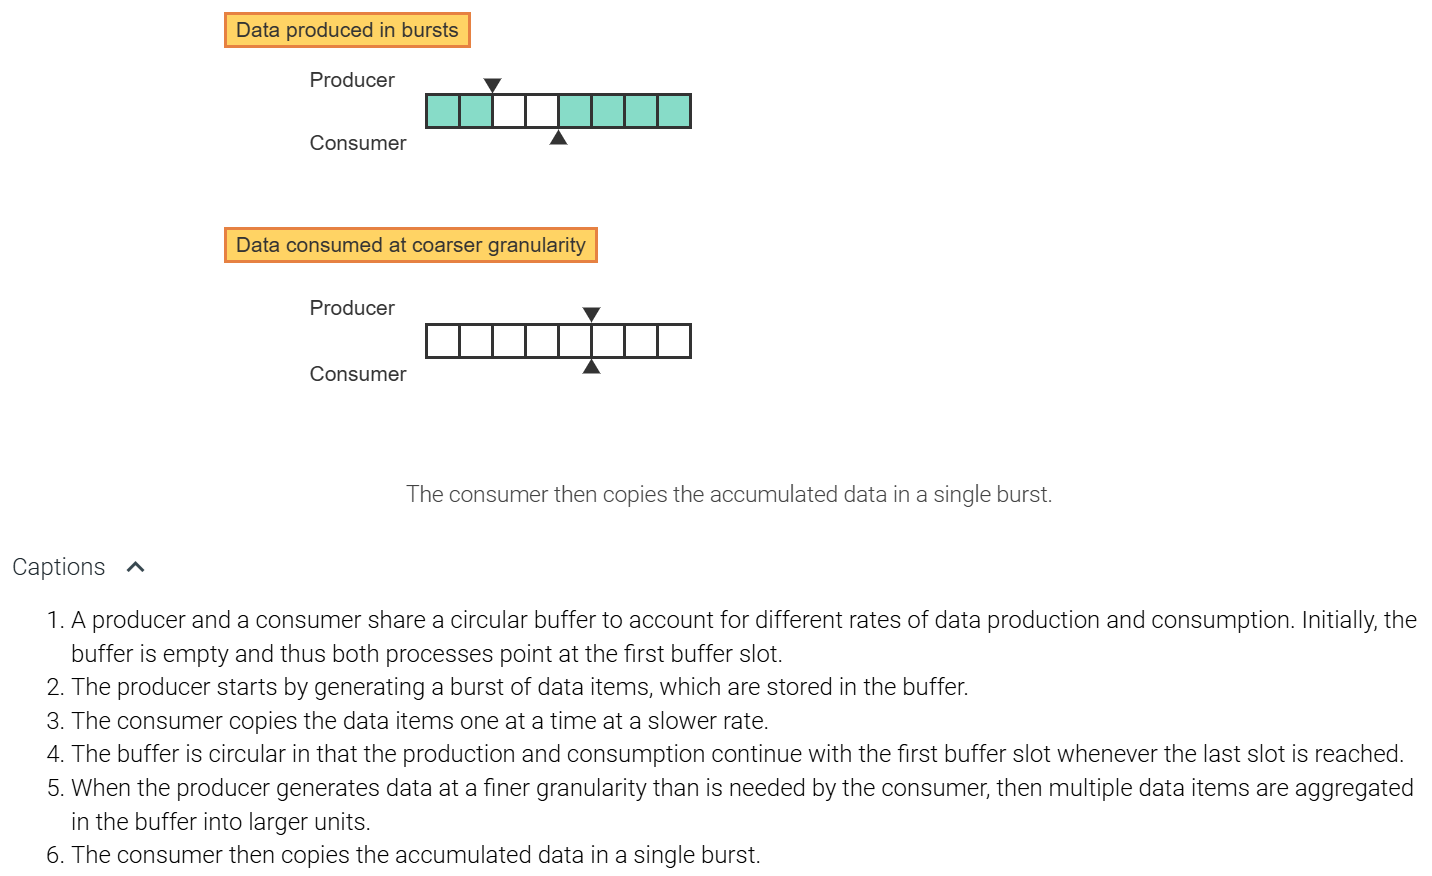 Data produced in bursts
Producer
Consumer
Data consumed at coarser granularity
Producer
Consumer
The consumer then copies the accumulated data in a single burst.
Captions
1. A producer and a consumer share a circular buffer to account for different rates of data production and consumption. Initially, the
buffer is empty and thus both processes point at the first buffer slot.
2. The producer starts by generating a burst of data items, which are stored in the buffer.
3. The consumer copies the data items one at a time at a slower rate.
4. The buffer is circular in that the production and consumption continue with the first buffer slot whenever the last slot is reached.
5. When the producer generates data at a finer granularity than is needed by the consumer, then multiple data items are aggregated
in the buffer into larger units.
6. The consumer then copies the accumulated data in a single burst.